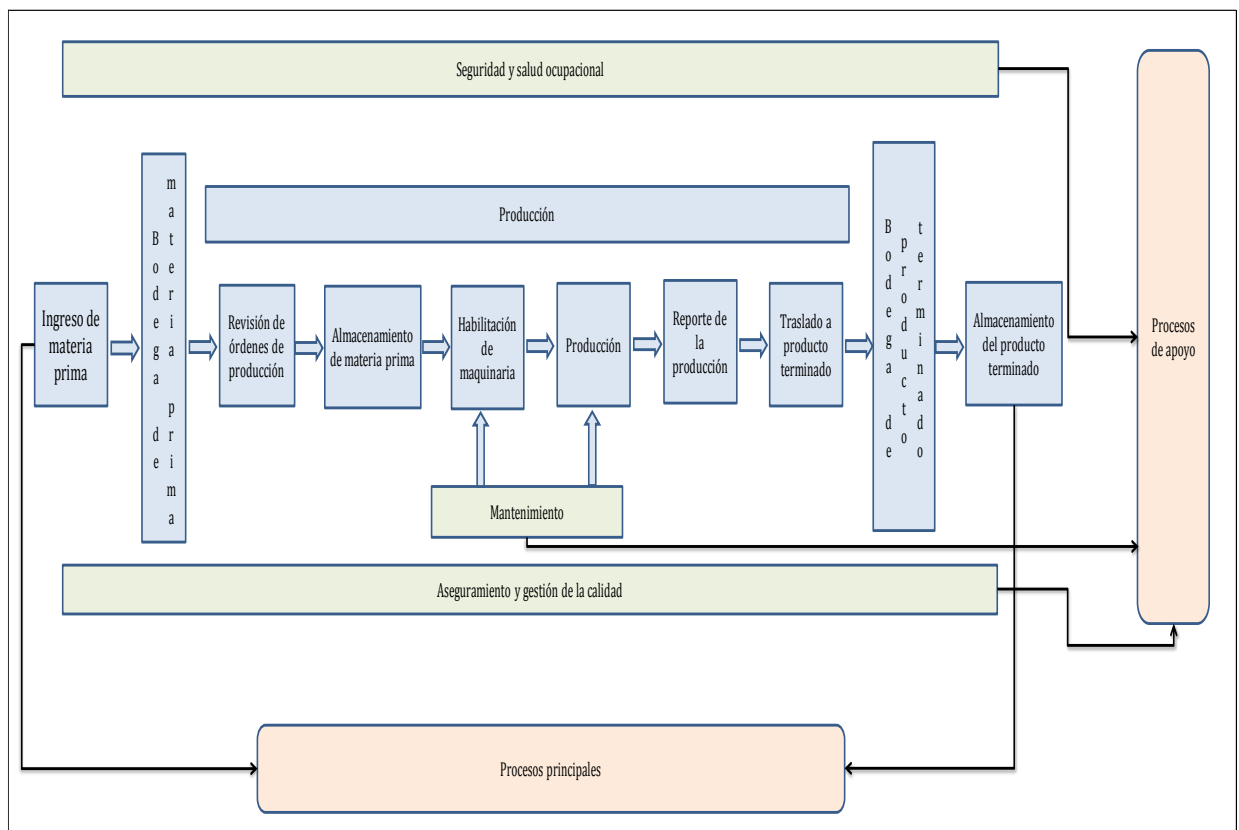 Seguridad y salud ocupacional
Producción
Bodega de
materia prima
Ingreso de
materia
prima
Revisión de
órdenes de
producción
Almacenamiento
de materia prima
Habilitación
de
maquinaria
Producción
Reporte de
la
producción
Traslado a
producto
terminado
Bodega de
producto
terminado
Almacenamiento
del producto
terminado
Procesos
de apoyo
Mantenimiento
Aseguramiento y gestión de la calidad
Procesos principales